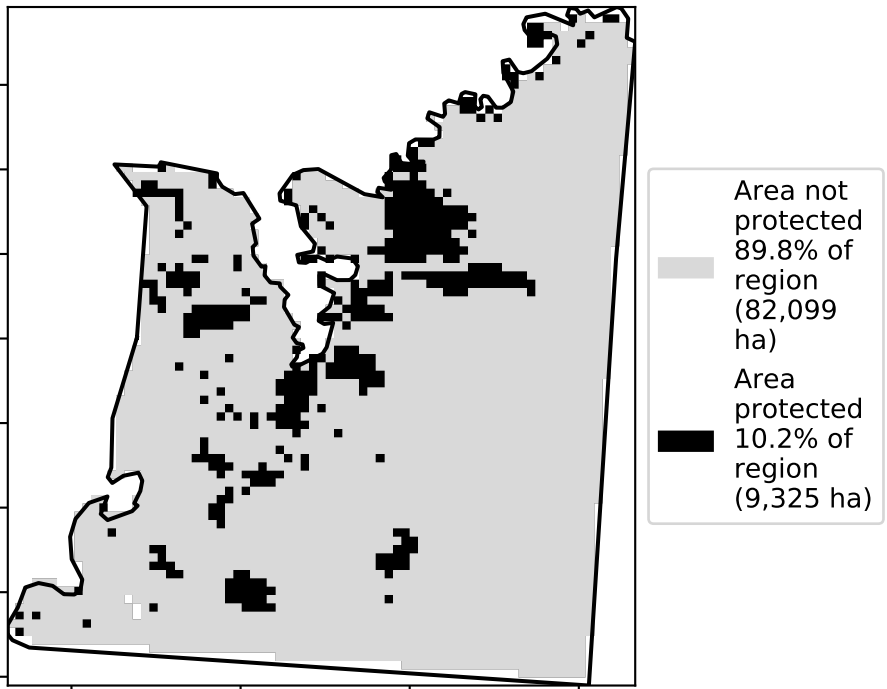 Area not
protected
89.8% of
region
(82,099
ha)
Area
protected
10.2% of
region
(9,325 ha)